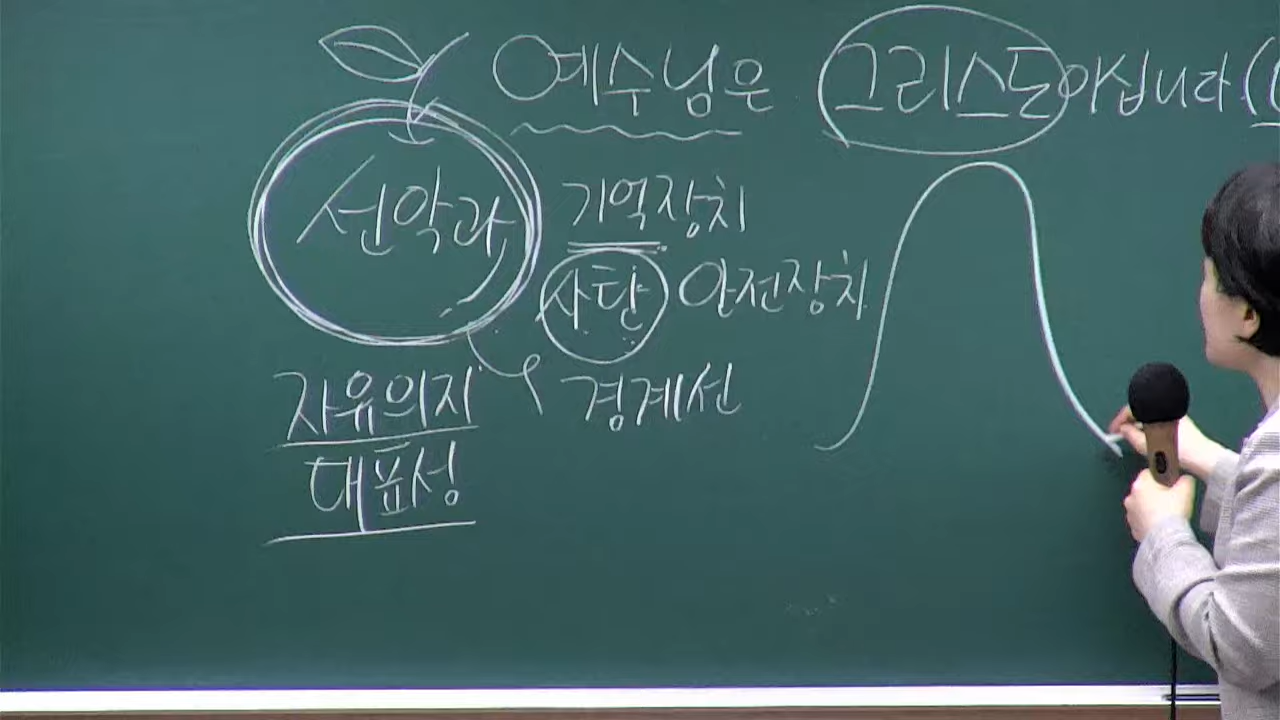 예수님은 그리스도이십니다 (
선악과
기억장치
사탄 안전장치
경계선
자유의지
대표성